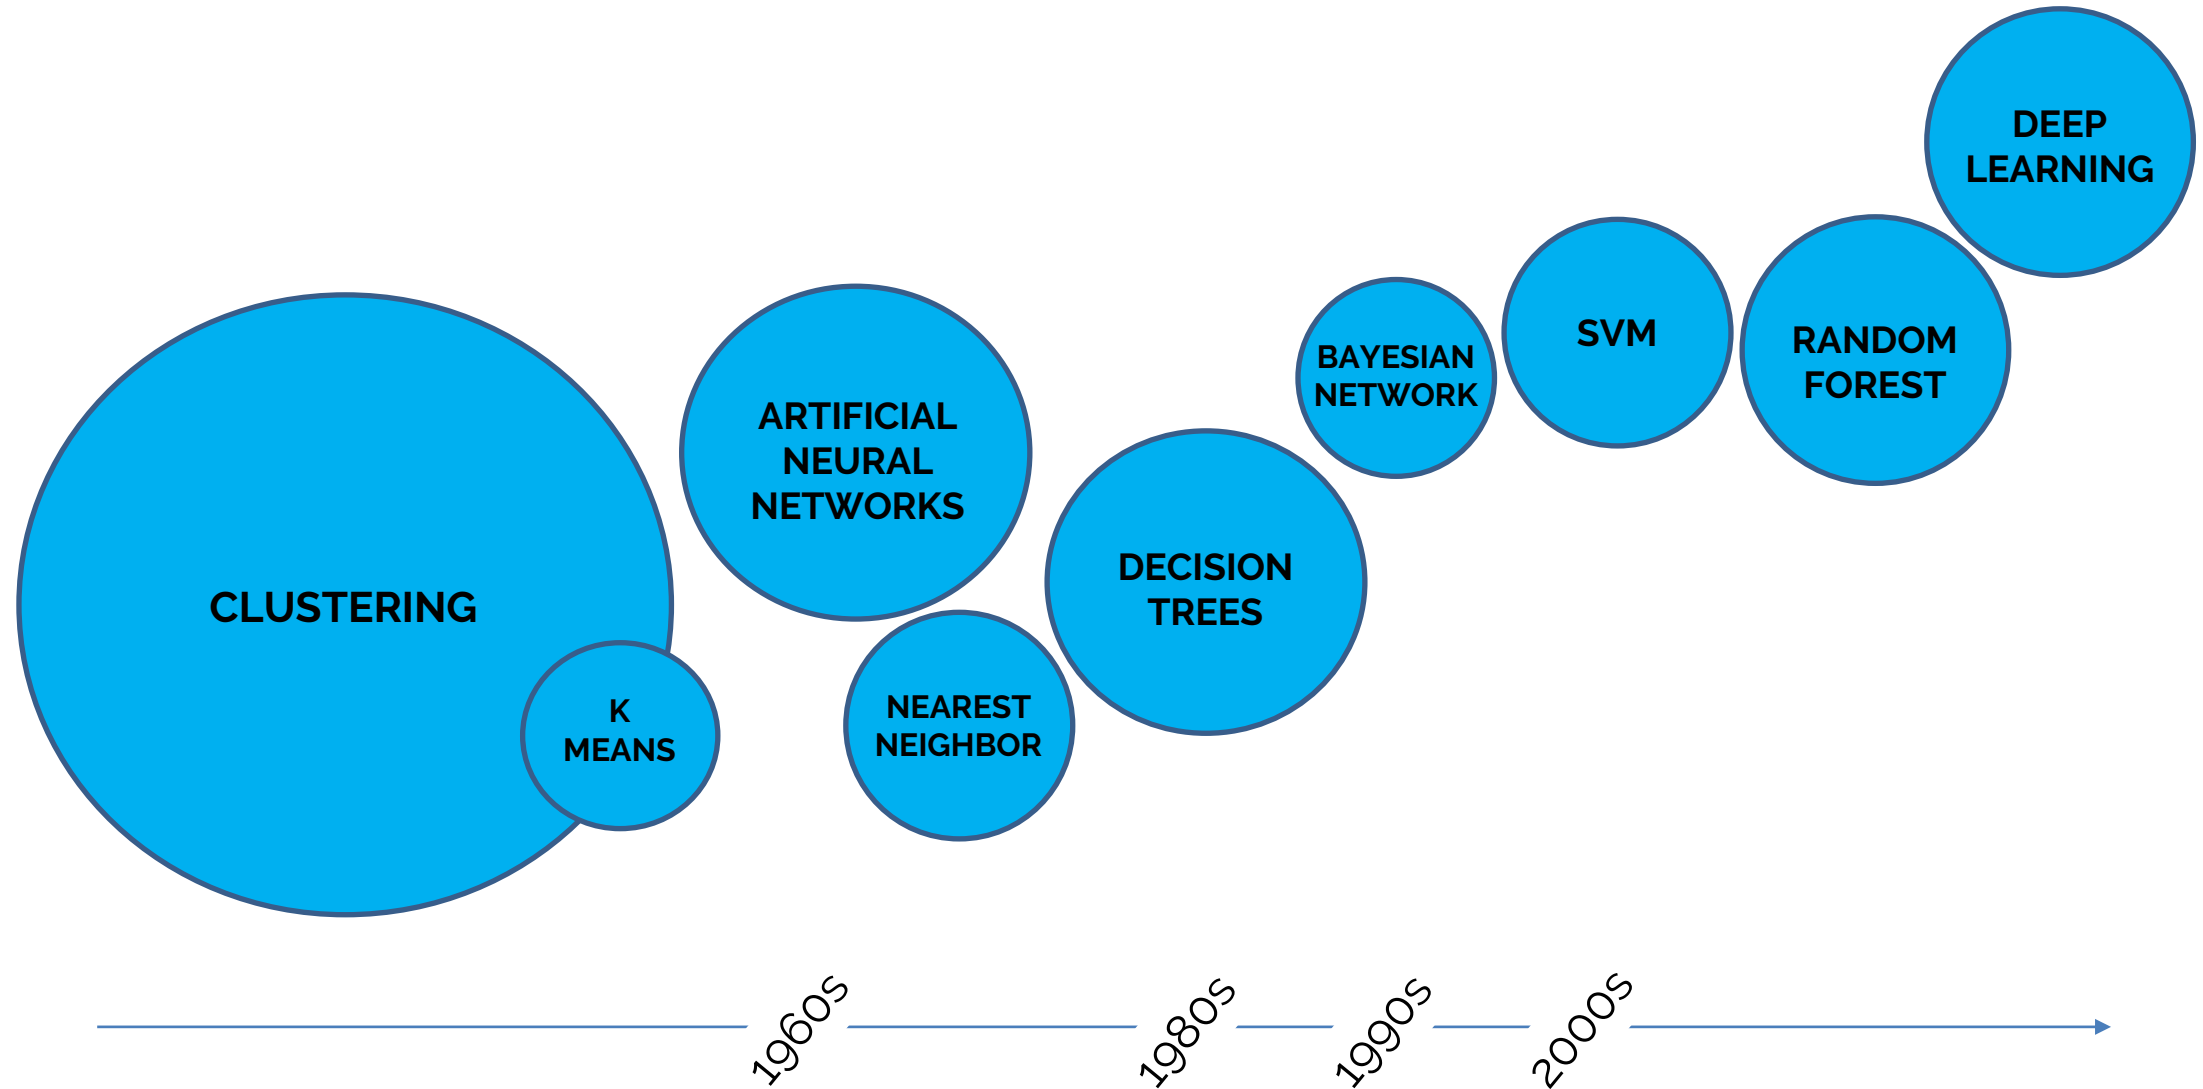 CLUSTERING
K
MEANS
ARTIFICIAL
NEURAL
NETWORKS
NEAREST
NEIGHBOR
DECISION
TREES
BAYESIAN
NETWORK
SVM
RANDOM
FOREST
DEEP
LEARNING
1960s
1980s
1990s
2000s